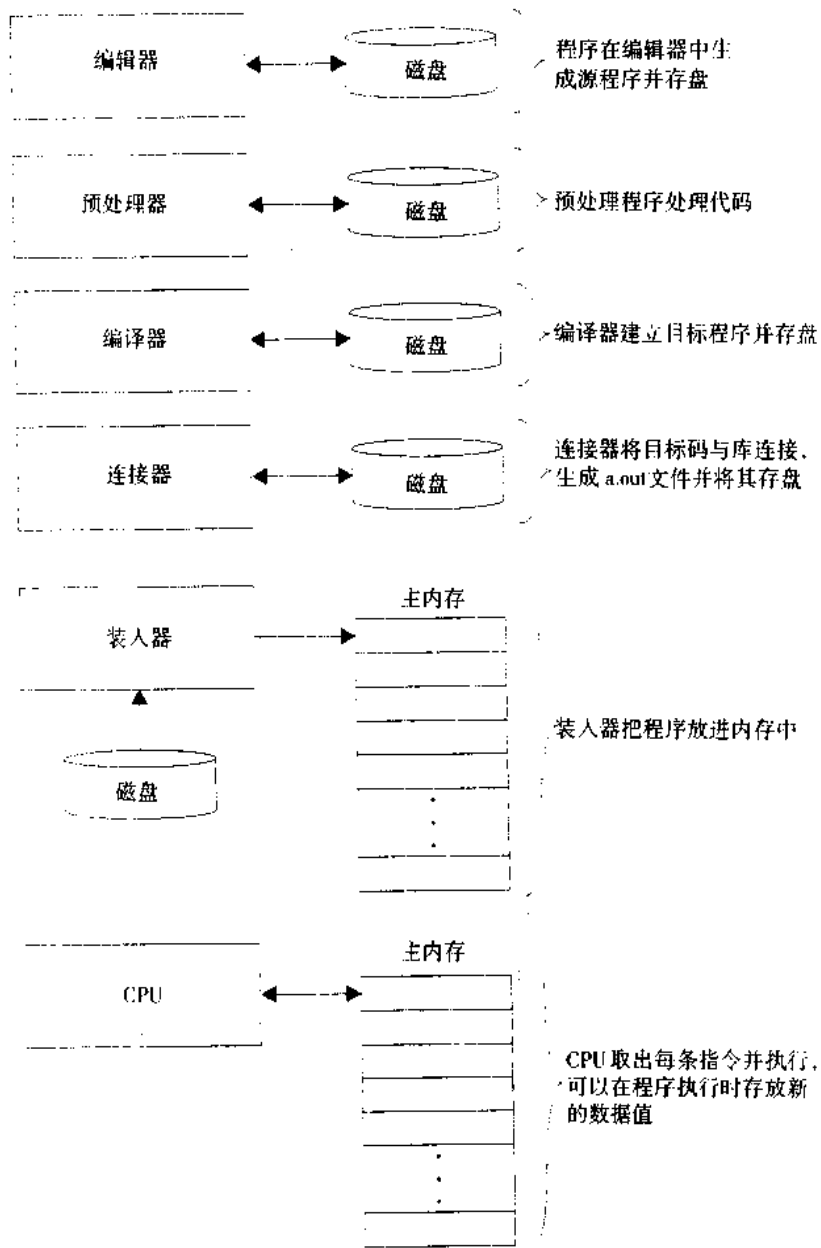 编辑器
磁盘
程序在编辑器中生
成源程序并存盘
预处理器
磁盘
预处理程序处理代码
编译器
磁盘
编译器建立目标程序并存盘
连接器
磁盘
连接器将目标码与库连接，
生成 a.out 文件并将其存盘
装入器
主内存
磁盘
装入器把程序放进内存中
CPU
主内存
CPU 取出每条指令并执行，
可以在程序执行时存放新
的数据值